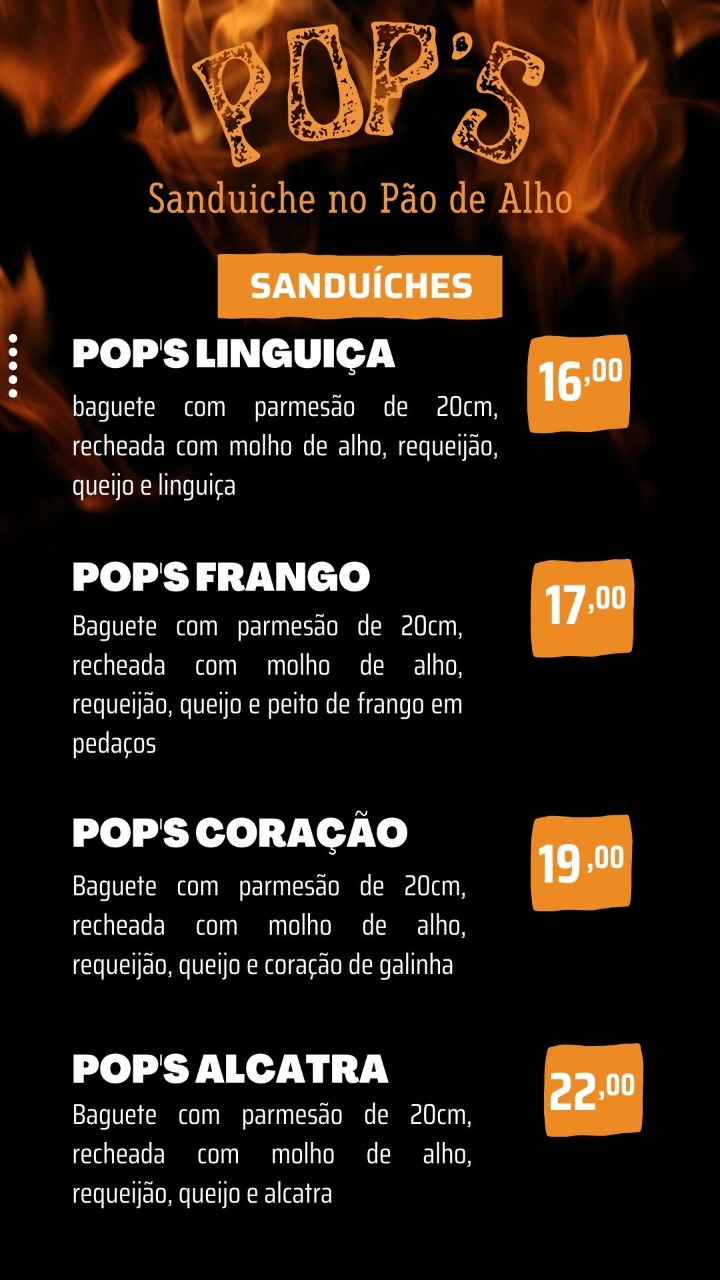 POP'S
Sanduiche no Pão de Alho
SANDUÍCHES
POP'S LINGUIÇA
16,00
baguete com parmesão de 20cm,
recheada com molho de alho, requeijão,
queijo e linguiça
POP'S FRANGO
17,00
Baguete com parmesão de 20cm,
recheada com molho de alho,
requeijão, queijo e peito de frango em
pedaços
POP'S CORAÇÃO
19,00
Baguete com parmesão de 20cm,
recheada com molho de alho,
requeijão, queijo e coração de galinha
POP'S ALCATRA
22,00
Baguete com parmesão de 20cm,
recheada com molho de alho,
requeijão, queijo e alcatra